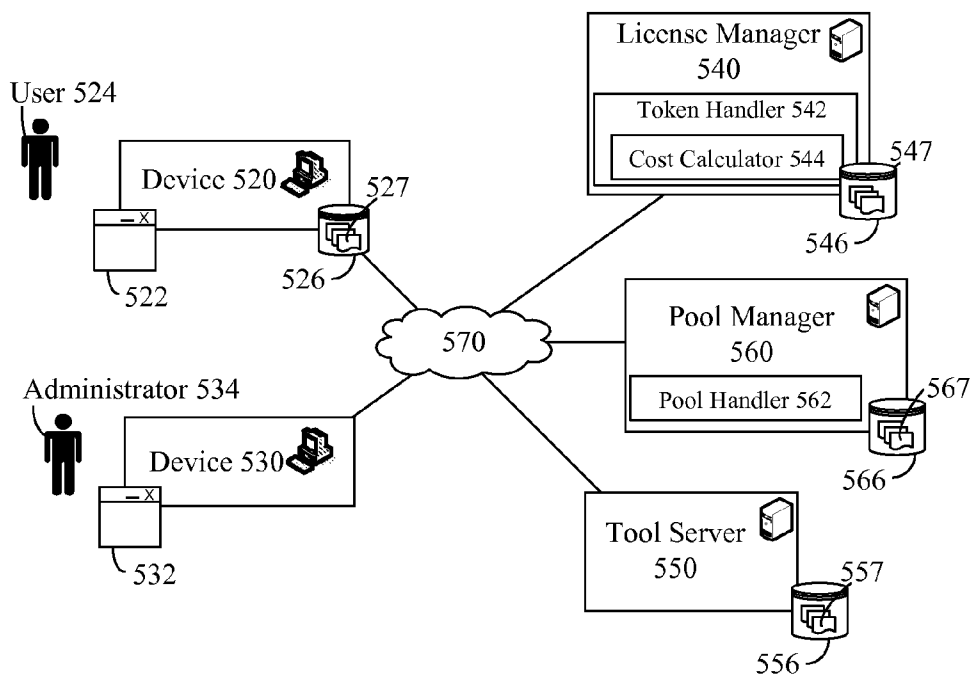 User 524
Device 520
527
526
522
Administrator 534
Device 530
532
570
License Manager
540
Token Handler 542
Cost Calculator 544
547
546
Pool Manager
560
Pool Handler 562
567
566
Tool Server
550
557
556